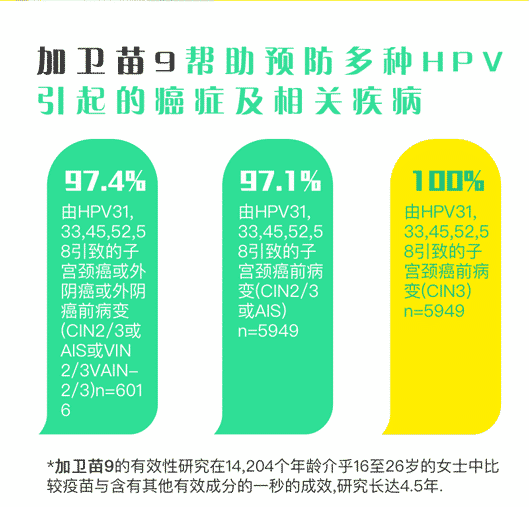 加卫苗9帮助预防多种HPV
引起的癌症及相关疾病
97.4%
由HPV31,
33,45,52,5
8引致的子
宫颈癌或外
阴癌或外阴
癌前病变
(CIN2/3或
AIS或VIN
2/3VAIN-
2/3)n=601
6
97.1%
由HPV31,
33,45,52,5
8引致的子
宫颈癌前病
变(CIN2/3
或AIS)
n=5949
100%
由HPV31,
33,45,52,5
8引致的子
宫颈癌前病
变(CIN3)
n=5949
*加卫苗9的有效性研究在14,204个年龄介乎16至26岁的女士中比
较疫苗与含有其他有效成分的一秒的成效,研究长达4.5年.